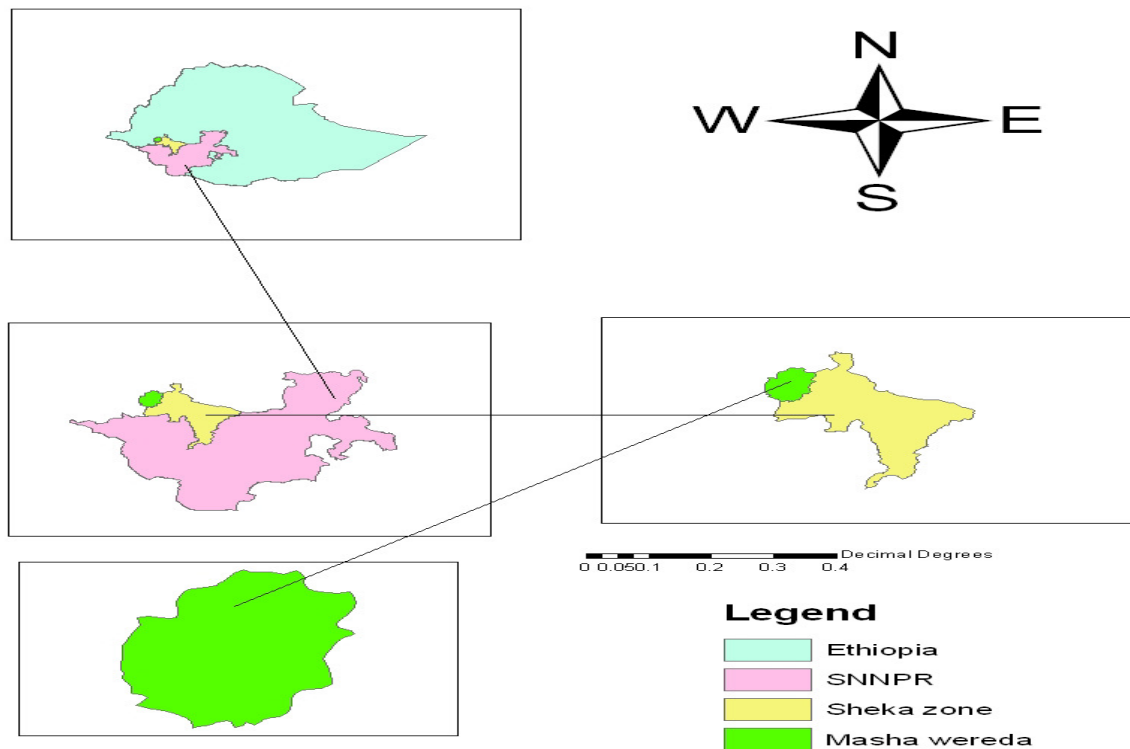 N
W E
S
Decimal Degrees
0 0.050.1 0.2 0.3 0.4
Legend
Ethiopia
SNNPR
Sheka zone
Masha wereda